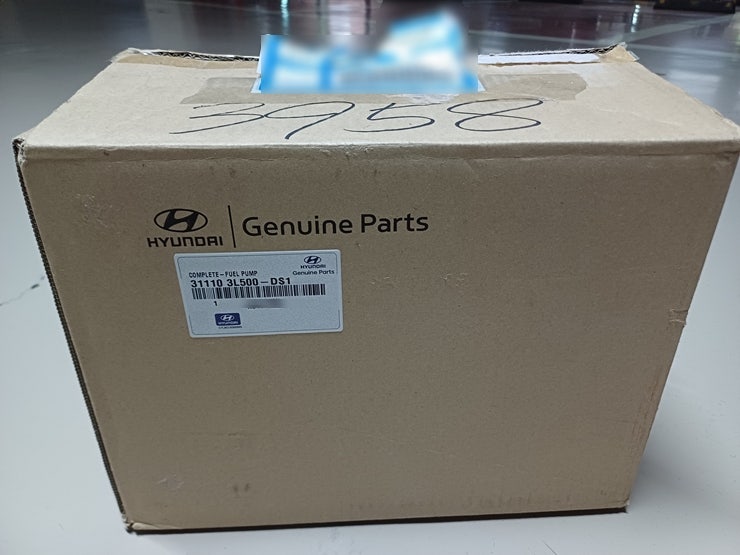 3958
HYUNDAI
Genuine Parts
COMPLETE-FUEL PUMP
HYUNDAI
Genuine Parts
31110 3L500-DS1
1